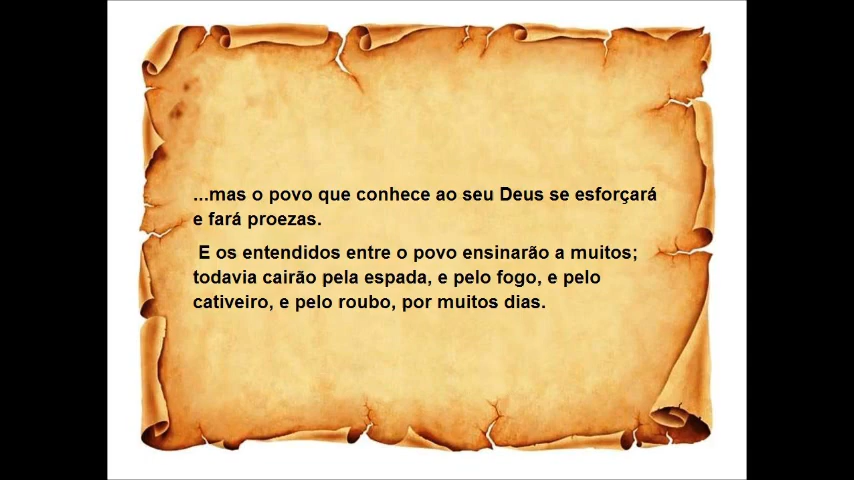 ...mas o povo que conhece ao seu Deus se esforçará
e fará proezas.
E os entendidos entre o povo ensinarão a muitos;
todavia cairão pela espada, e pelo fogo, e pelo
cativeiro, e pelo roubo, por muitos dias.